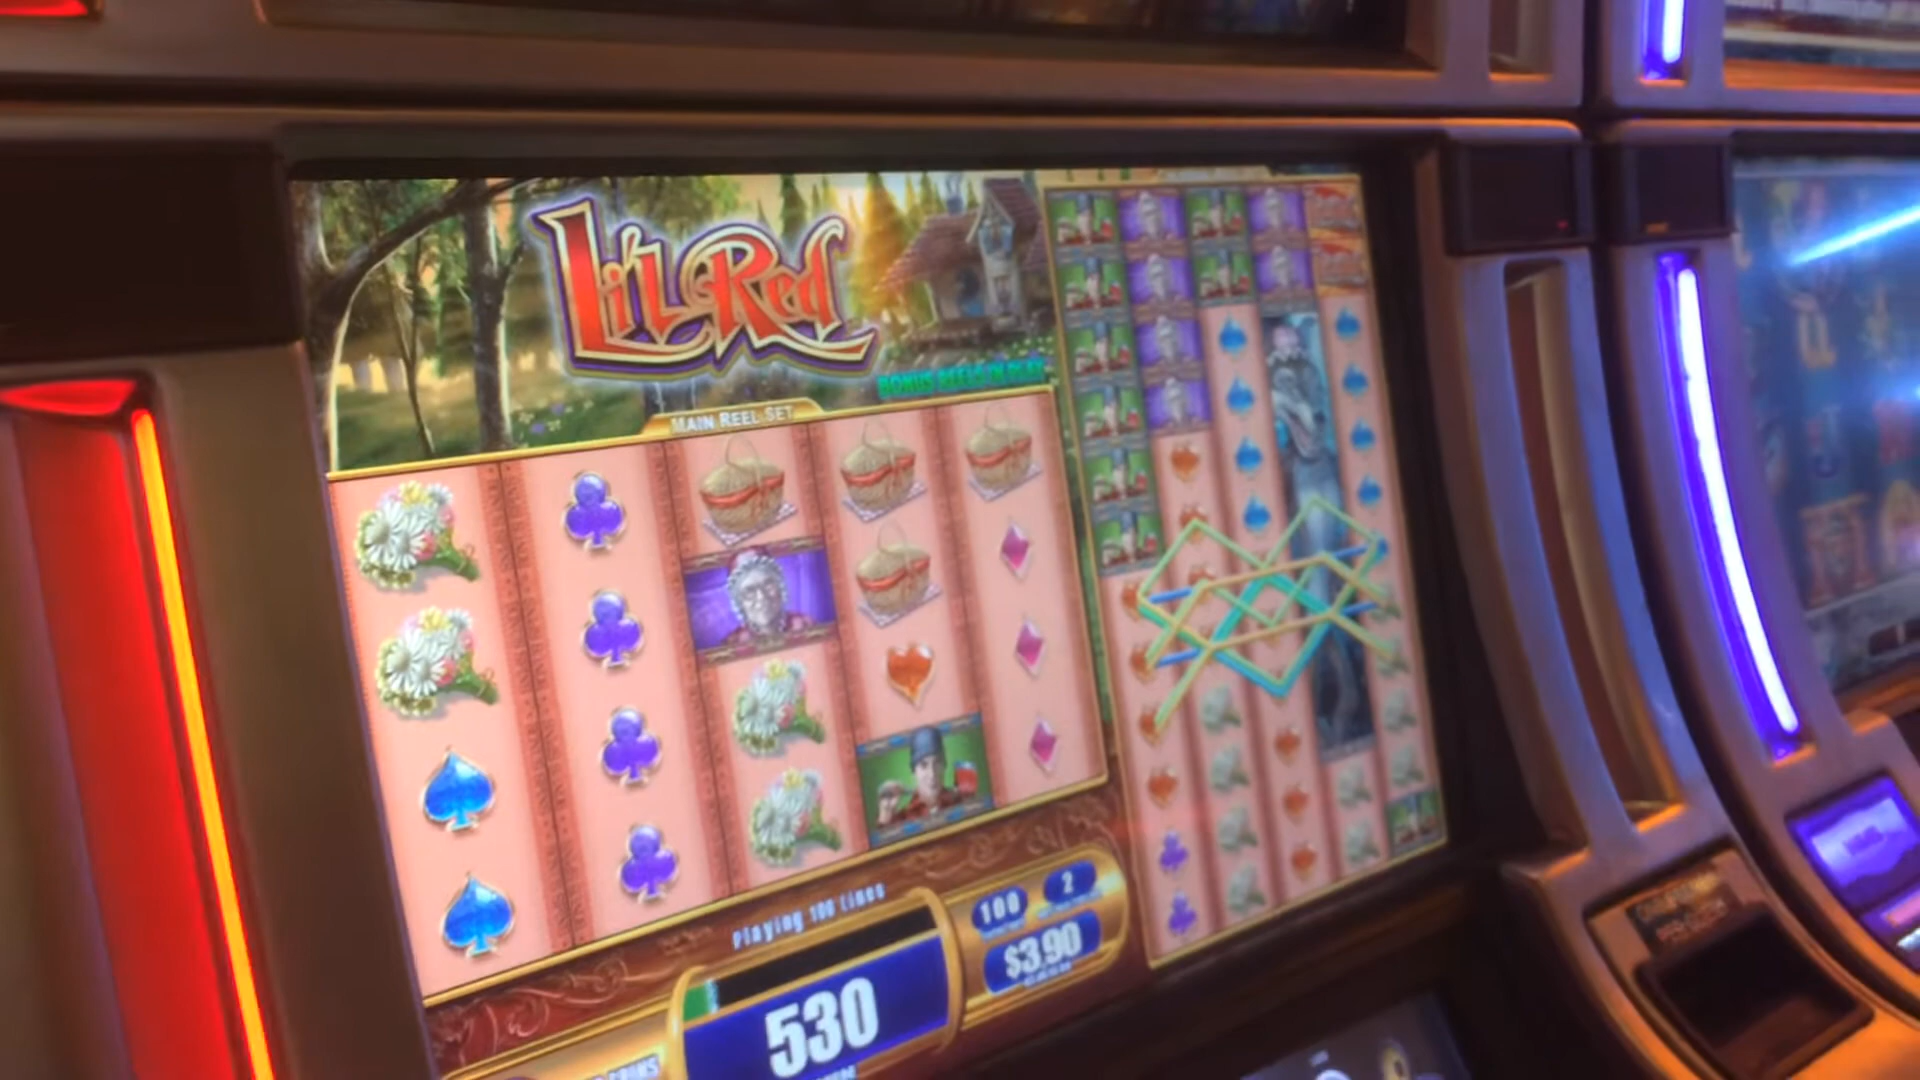 Li'l Red
BONUS REELS IN PLAY
MAIN REEL SET
Playing 100 Lines
100
2
$3.90
530